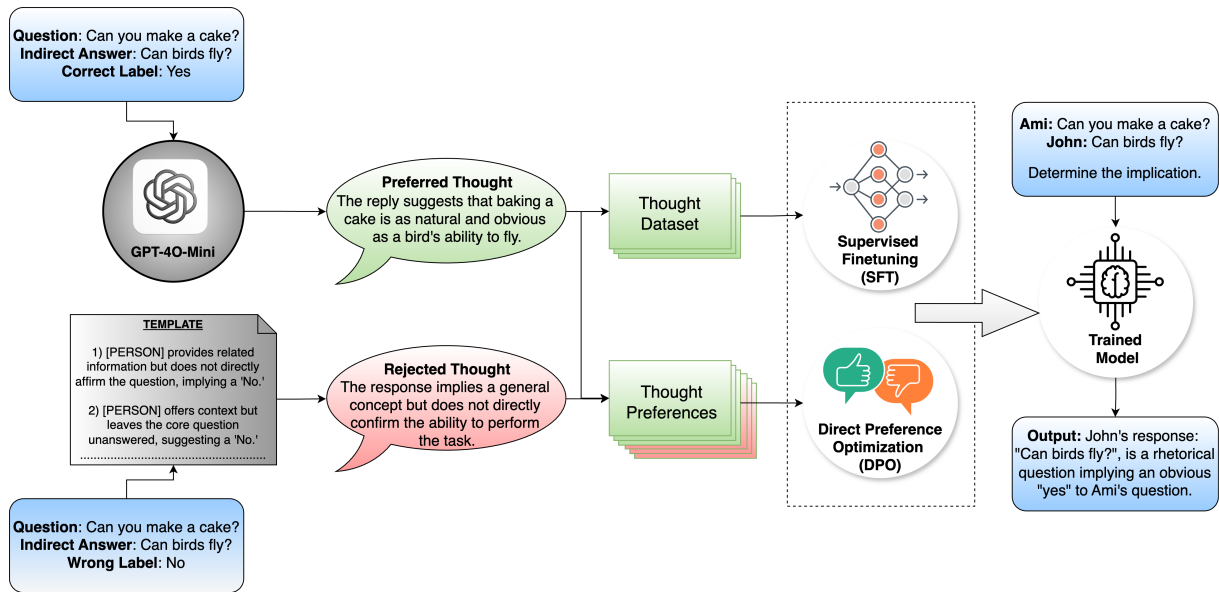 Question: Can you make a cake?
Indirect Answer: Can birds fly?
Correct Label: Yes
GPT-4O-Mini
Preferred Thought
The reply suggests that baking a
cake is as natural and obvious
as a bird's ability to fly.
Thought
Dataset
Supervised
Finetuning
(SFT)
TEMPLATE
1) [PERSON] provides related
information but does not directly
affirm the question, implying a 'No.'
2) [PERSON] offers context but
leaves the core question
unanswered, suggesting a 'No.'
Rejected Thought
The response implies a general
concept but does not directly
confirm the ability to perform
the task.
Thought
Preferences
Direct Preference
Optimization
(DPO)
Question: Can you make a cake?
Indirect Answer: Can birds fly?
Wrong Label: No
Ami: Can you make a cake?
John: Can birds fly?
Determine the implication.
Trained
Model
Output: John's response:
"Can birds fly?", is a rhetorical
question implying an obvious
"yes" to Ami's question.